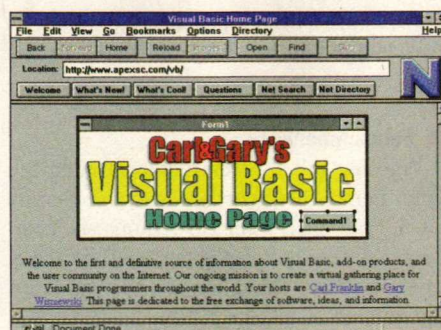 Visual Basic Home Page
File Edit View Go Bookmarks Options Directory Help
Back Forward Home Reload Images Open Find Stop
Location: http://www.apexsc.com/vb/
Welcome What's New! What's Cool! Questions Net Search Net Directory N
Form1
Carl&Gary's
Visual Basic
Home Page Command1
Welcome to the first and definitive source of information about Visual Basic, add-on products, and
the user community on the Internet. Our ongoing mission is to create a virtual gathering place for
Visual Basic programmers throughout the world. Your hosts are Carl Franklin and Gary
Wisniewski. This page is dedicated to the free exchange of software, ideas, and information.
Document Done